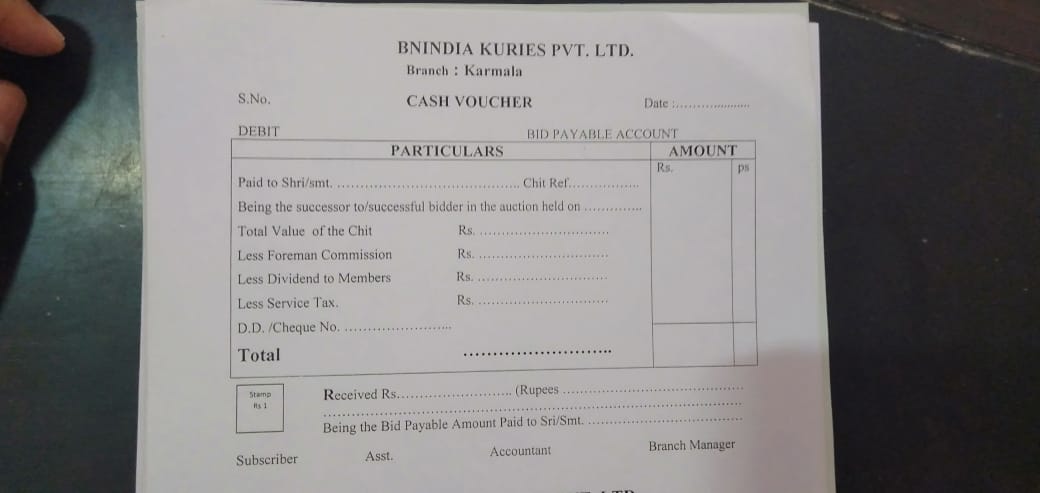 BNINDIA KURIES PVT. LTD.
Branch : Karmala
S.No. CASH VOUCHER Date :.....................
DEBIT BID PAYABLE ACCOUNT
PARTICULARS AMOUNT
Rs. ps
Paid to Shri/smt. .......................................... Chit Ref.................
Being the successor to/successful bidder in the auction held on ..............
Total Value of the Chit Rs. ..............................
Less Foreman Commission Rs. ..............................
Less Dividend to Members Rs. ..............................
Less Service Tax. Rs. ..............................
D.D. /Cheque No. .........................
Total ............................
Stamp
Rs 1
Received Rs.......................... (Rupees ..........................................
..........................................................................................
Being the Bid Payable Amount Paid to Sri/Smt. ...................................
Subscriber Asst. Accountant Branch Manager